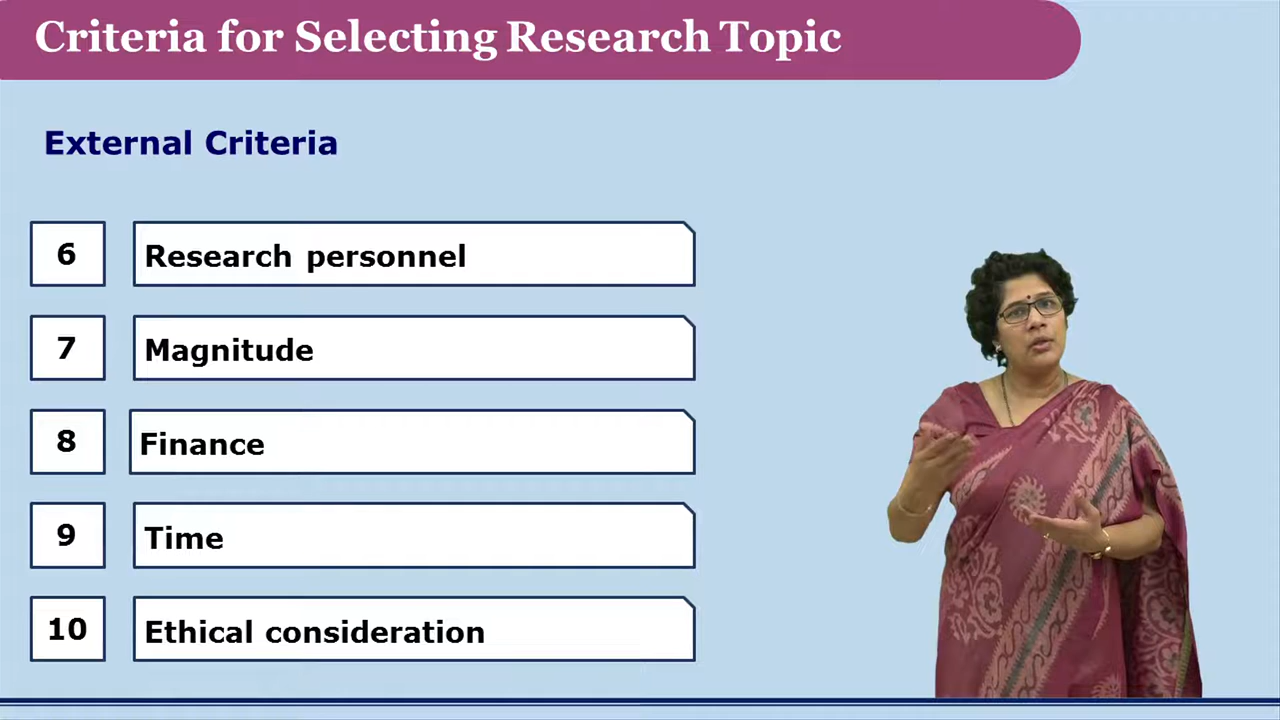 Criteria for Selecting Research Topic
External Criteria
6 Research personnel
7 Magnitude
8 Finance
9 Time
10 Ethical consideration